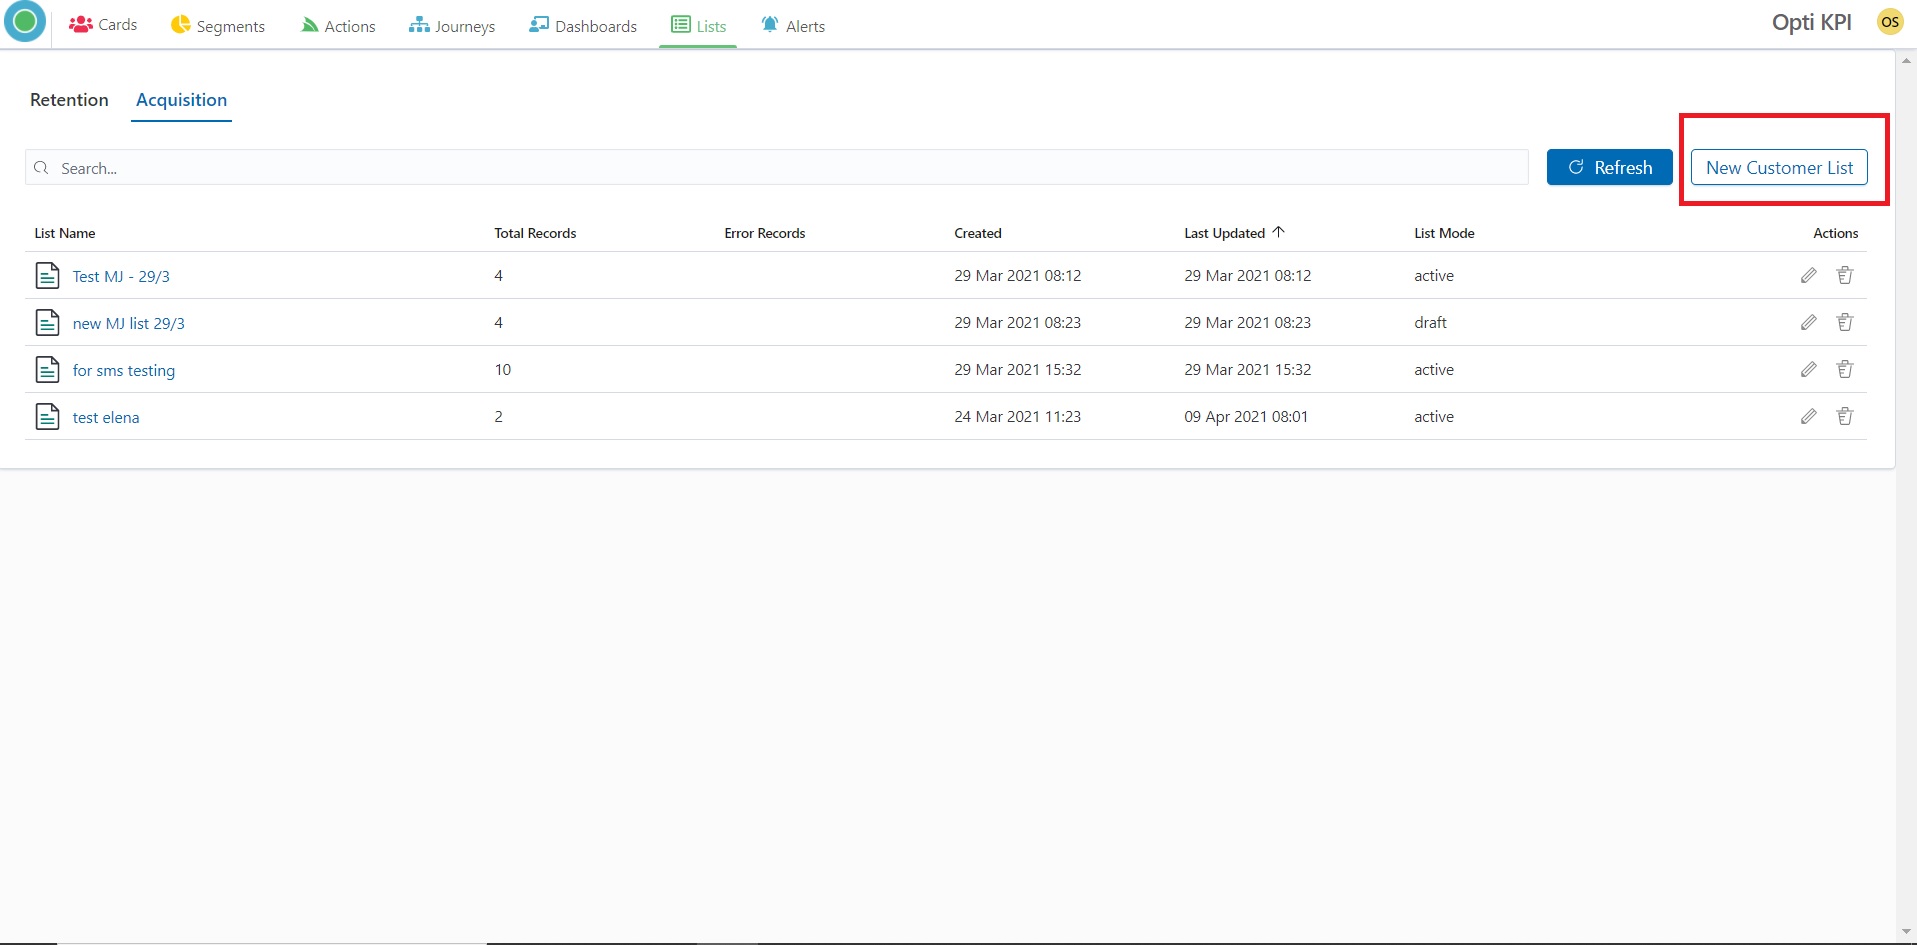 Cards Segments Actions Journeys Dashboards Lists Alerts Opti KPI OS
Retention Acquisition
Search... Refresh New Customer List
List Name Total Records Error Records Created Last Updated List Mode Actions
Test MJ - 29/3 4 29 Mar 2021 08:12 29 Mar 2021 08:12 active
new MJ list 29/3 4 29 Mar 2021 08:23 29 Mar 2021 08:23 draft
for sms testing 10 29 Mar 2021 15:32 29 Mar 2021 15:32 active
test elena 2 24 Mar 2021 11:23 09 Apr 2021 08:01 active